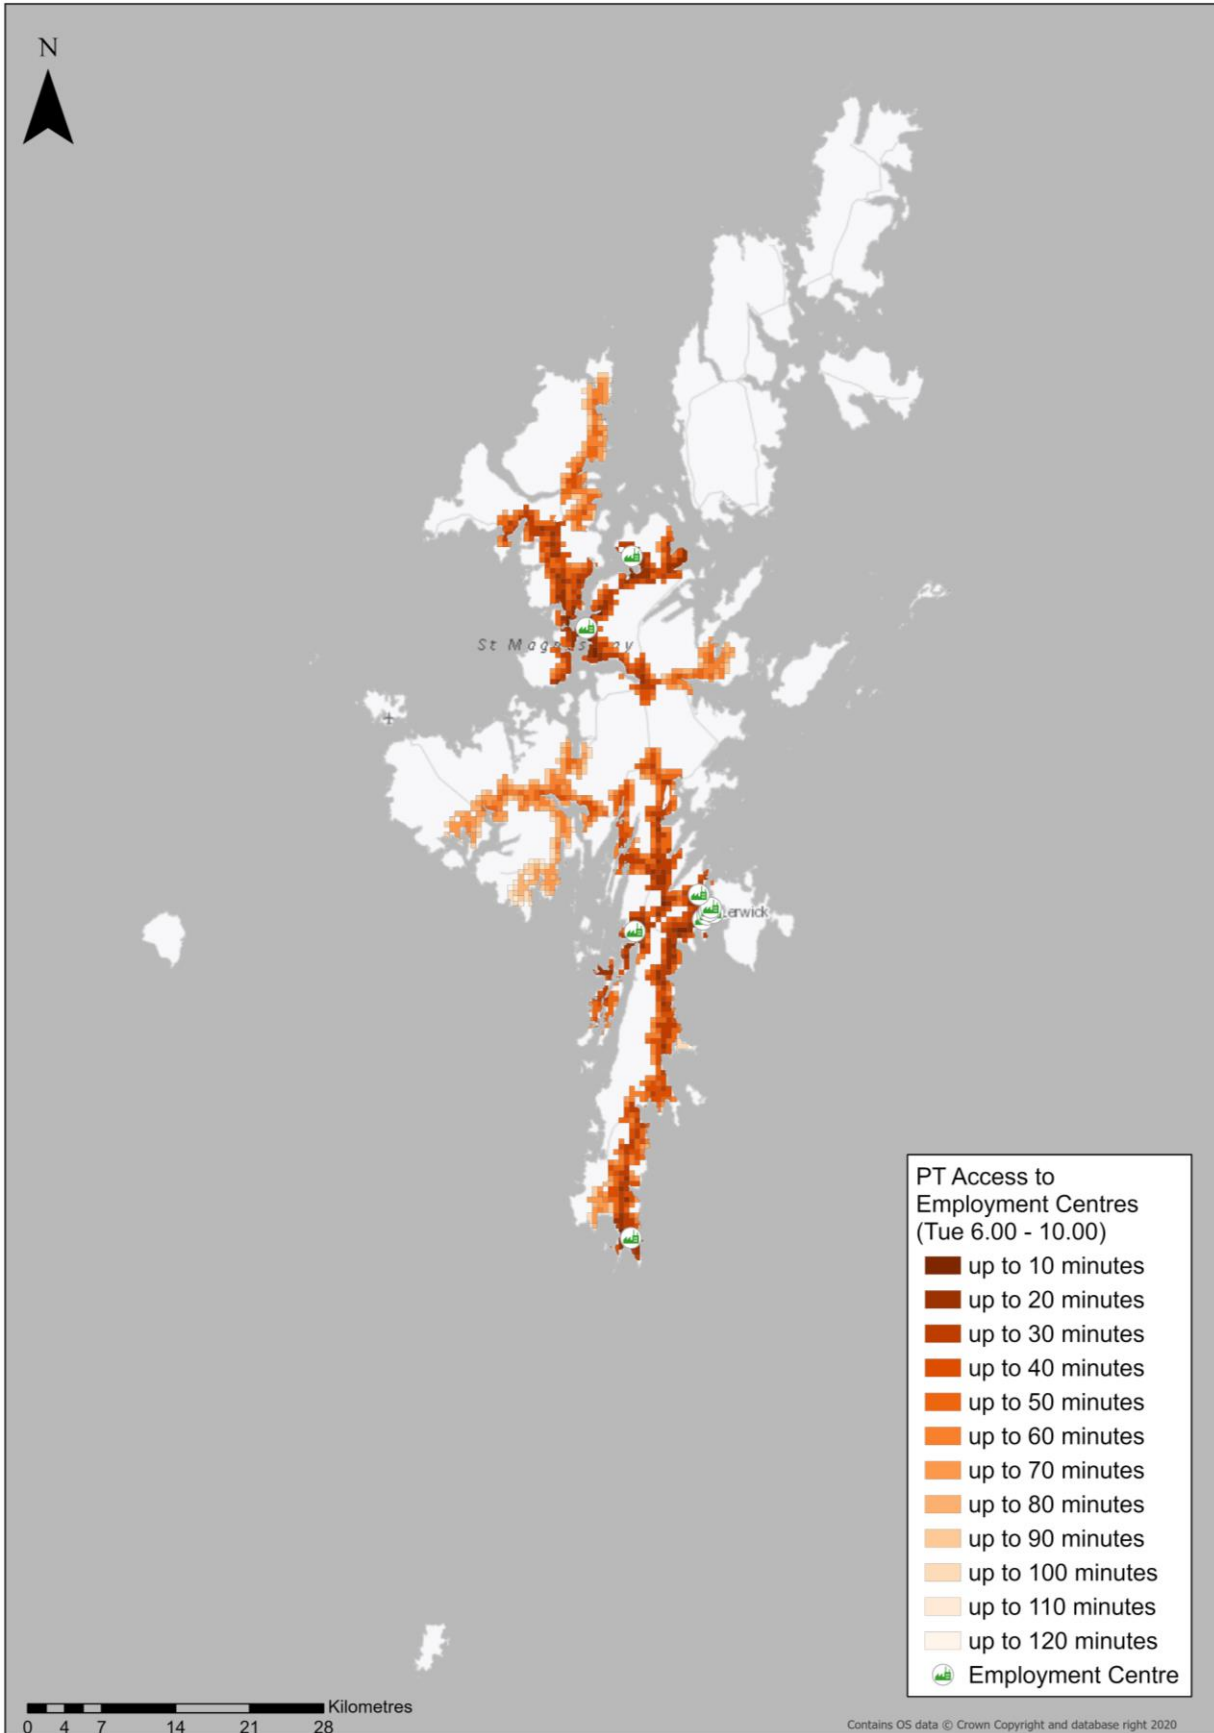 N
St Magnus Bay
Lerwick
PT Access to
Employment Centres
(Tue 6.00 - 10.00)
up to 10 minutes
up to 20 minutes
up to 30 minutes
up to 40 minutes
up to 50 minutes
up to 60 minutes
up to 70 minutes
up to 80 minutes
up to 90 minutes
up to 100 minutes
up to 110 minutes
up to 120 minutes
Employment Centre
Kilometres
0 4 7 14 21 28
Contains OS data © Crown Copyright and database right 2020